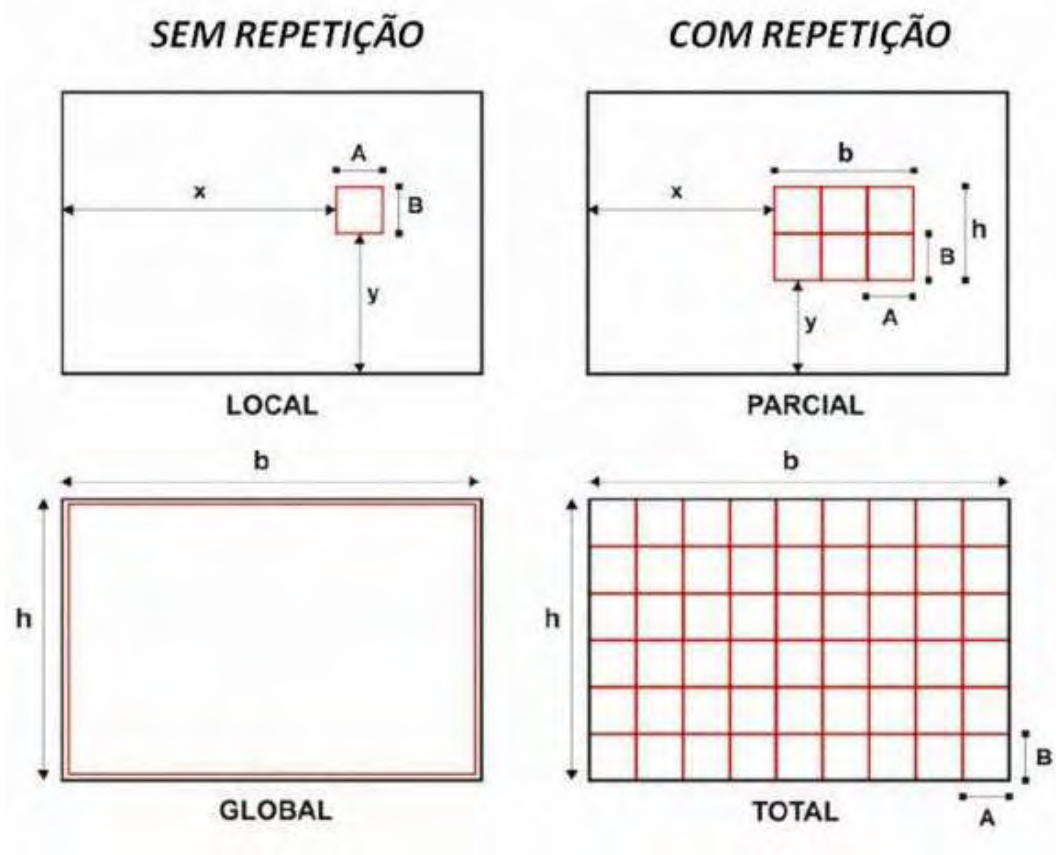 SEM REPETIÇÃO
COM REPETIÇÃO
A
x
B
y
LOCAL
b
x
h
B
A
y
PARCIAL
b
h
GLOBAL
b
h
B
A
TOTAL